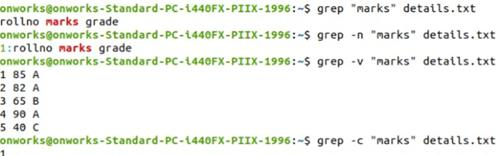 onworks@onworks-Standard-PC-i440FX-PIIX-1996:~$ grep "marks" details.txt
rollno marks grade
onworks@onworks-Standard-PC-i440FX-PIIX-1996:~$ grep -n "marks" details.txt
1:rollno marks grade
onworks@onworks-Standard-PC-i440FX-PIIX-1996:~$ grep -v "marks" details.txt
1 85 A
2 82 A
3 65 B
4 90 A
5 40 C
onworks@onworks-Standard-PC-i440FX-PIIX-1996:~$ grep -c "marks" details.txt
1